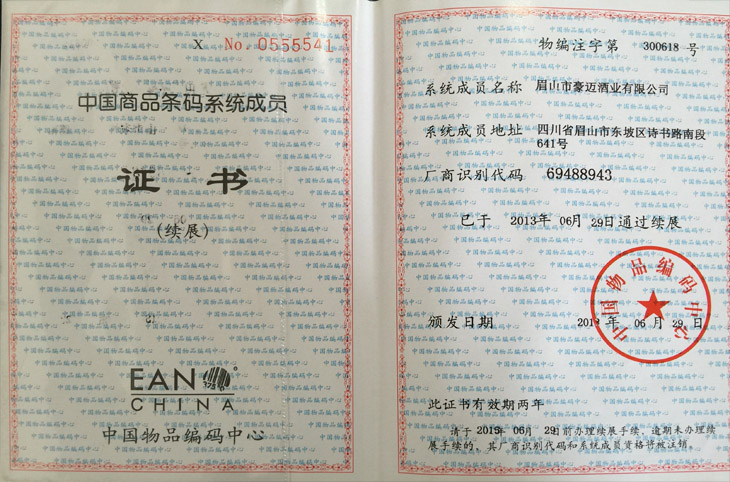 X No. 0555541
中国商品条码系统成员
证 书
(续展)
EAN
CHINA
中国物品编码中心
物编注字第 300618 号
系统成员名称 眉山市豪迈酒业有限公司
系统成员地址 四川省眉山市东坡区诗书路南段
641号
厂商识别代码 69488943
已于 2013年 06月 29日通过续展
中国物品编码中心
颁发日期 2013 年 06 月 29 日
此证书有效期两年
请于 2015年 06月 29日前办理续展手续。逾期未办理续
展手续的，其厂商识别代码和系统成员资格将被注销。